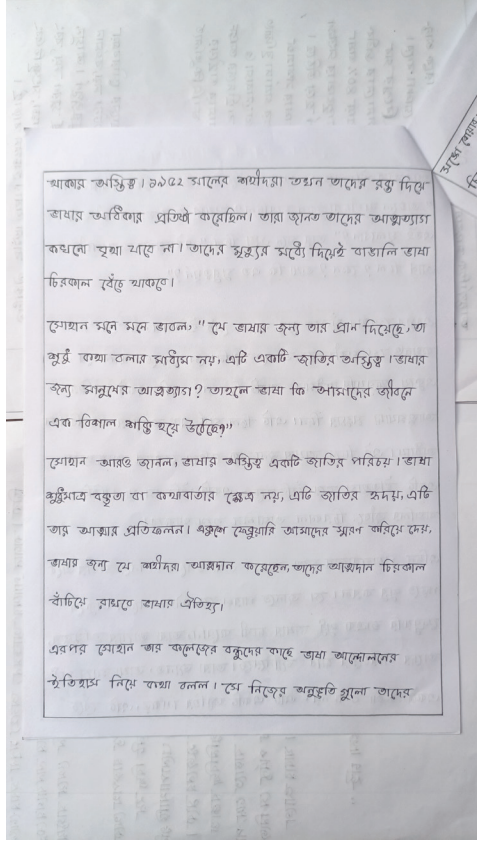 থাকার অস্তিত্ব। ১৯৫২ সালের শহীদরা তখন তাদের রক্ত দিয়ে
ভাষার অধিকার প্রতিষ্ঠা করেছিল। তারা জানত তাদের আত্মত্যাগ
কখনো বৃথা যাবে না। তাদের মৃত্যুর মধ্যে দিয়েই বাঙালি ভাষা
চিরকাল বেঁচে থাকবে।
সোহান মনে মনে ভাবল, "যে ভাষার জন্য তার প্রান দিয়েছে, তা
শুধু কথা বলার মাধ্যম নয়, এটি একটি জাতির অস্তিত্ব। ভাষার
জন্য মানুষের আত্মত্যাগ? তাহলে ভাষা কি আমাদের জীবনে
এক বিশাল শক্তি হয়ে উঠেছে?"
সোহান আরও জানল, ভাষার অস্তিত্ব একটি জাতির পরিচয়। ভাষা
শুধুমাত্র বক্তৃতা বা কথাবার্তার ক্ষেত্র নয়, এটি জাতির হৃদয়, এটি
তার আত্মার প্রতিফলন। একুশে ফেব্রুয়ারি আমাদের স্মরণ করিয়ে দেয়,
ভাষার জন্য যে শহীদরা আত্মদান করেছেন, তাদের আত্মদান চিরকাল
বাঁচিয়ে রাখবে ভাষার ঐতিহ্য।
এরপর সোহান তার কলেজের বন্ধুদের কাছে ভাষা আন্দোলনের
ইতিহাস নিয়ে কথা বলল। সে নিজের অনুভূতি গুলো তাদের